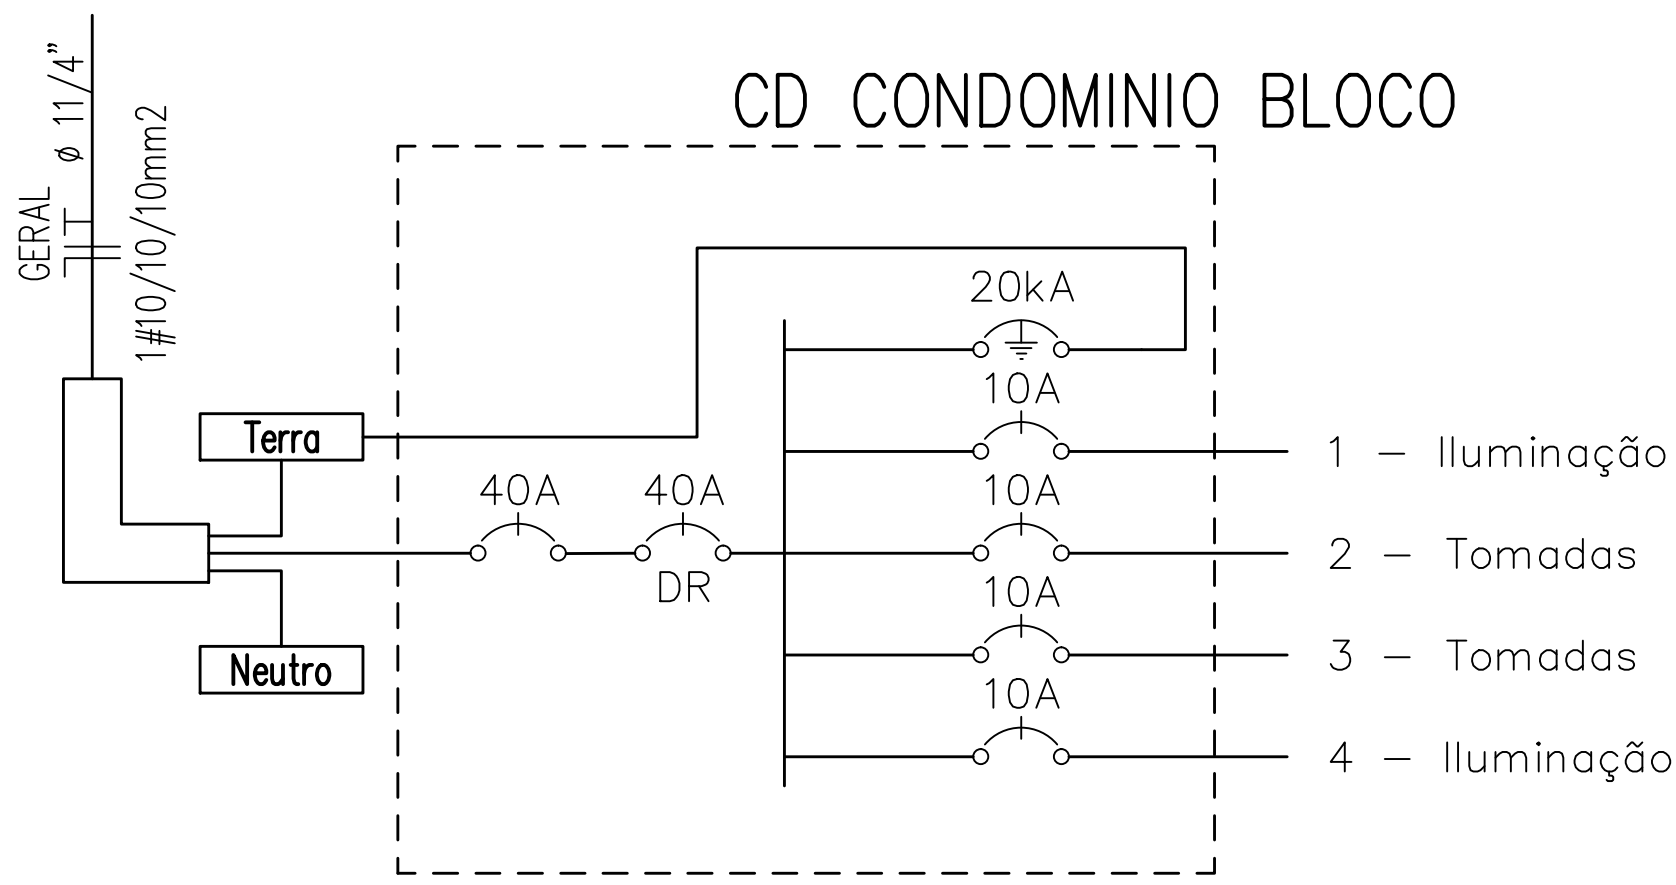 CD CONDOMINIO BLOCO
ø 11/4"
GERAL
1#10/10/10mm2
20kA
10A
Terra
1 - Iluminação
40A
40A
10A
DR
2 - Tomadas
10A
Neutro
3 - Tomadas
10A
4 - Iluminação